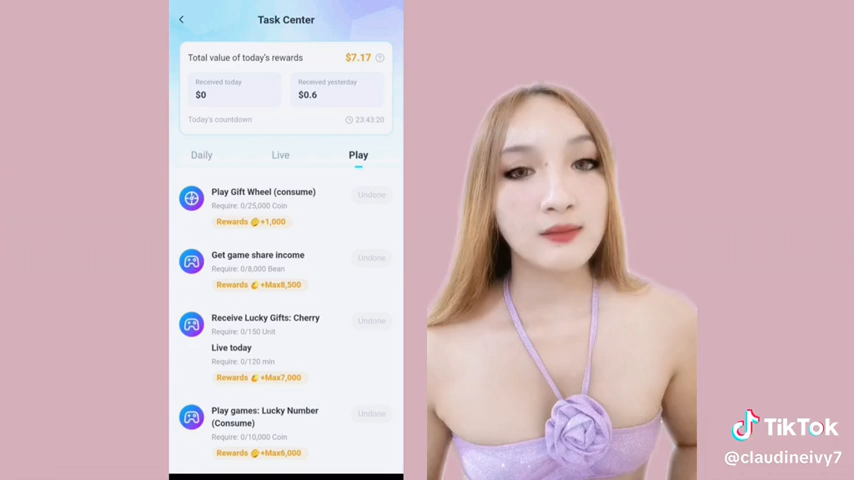 Task Center
Total value of today's rewards
$7.17
Received today
$0
Received yesterday
$0.6
Today's countdown
23:43:20
Daily
Live
Play
Play Gift Wheel (consume)
Require: 0/25,000 Coin
Rewards +1,000
Undone
Get game share income
Require: 0/8,000 Bean
Rewards +Max8,500
Undone
Receive Lucky Gifts: Cherry
Require: 0/150 Unit
Live today
Require: 0/120 min
Rewards +Max7,000
Undone
Play games: Lucky Number
(Consume)
Require: 0/10,000 Coin
Rewards +Max6,000
Undone
TikTok
@claudineivy7